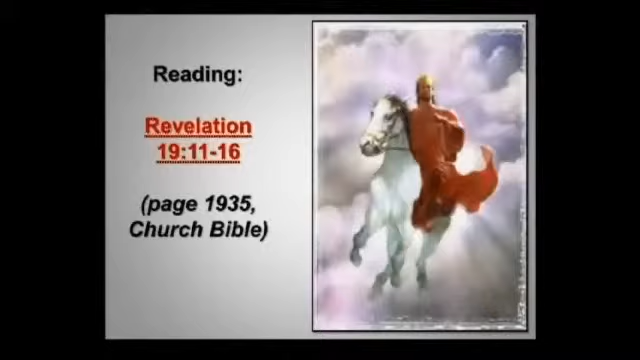 Reading:
Revelation
19:11-16
(page 1935,
Church Bible)